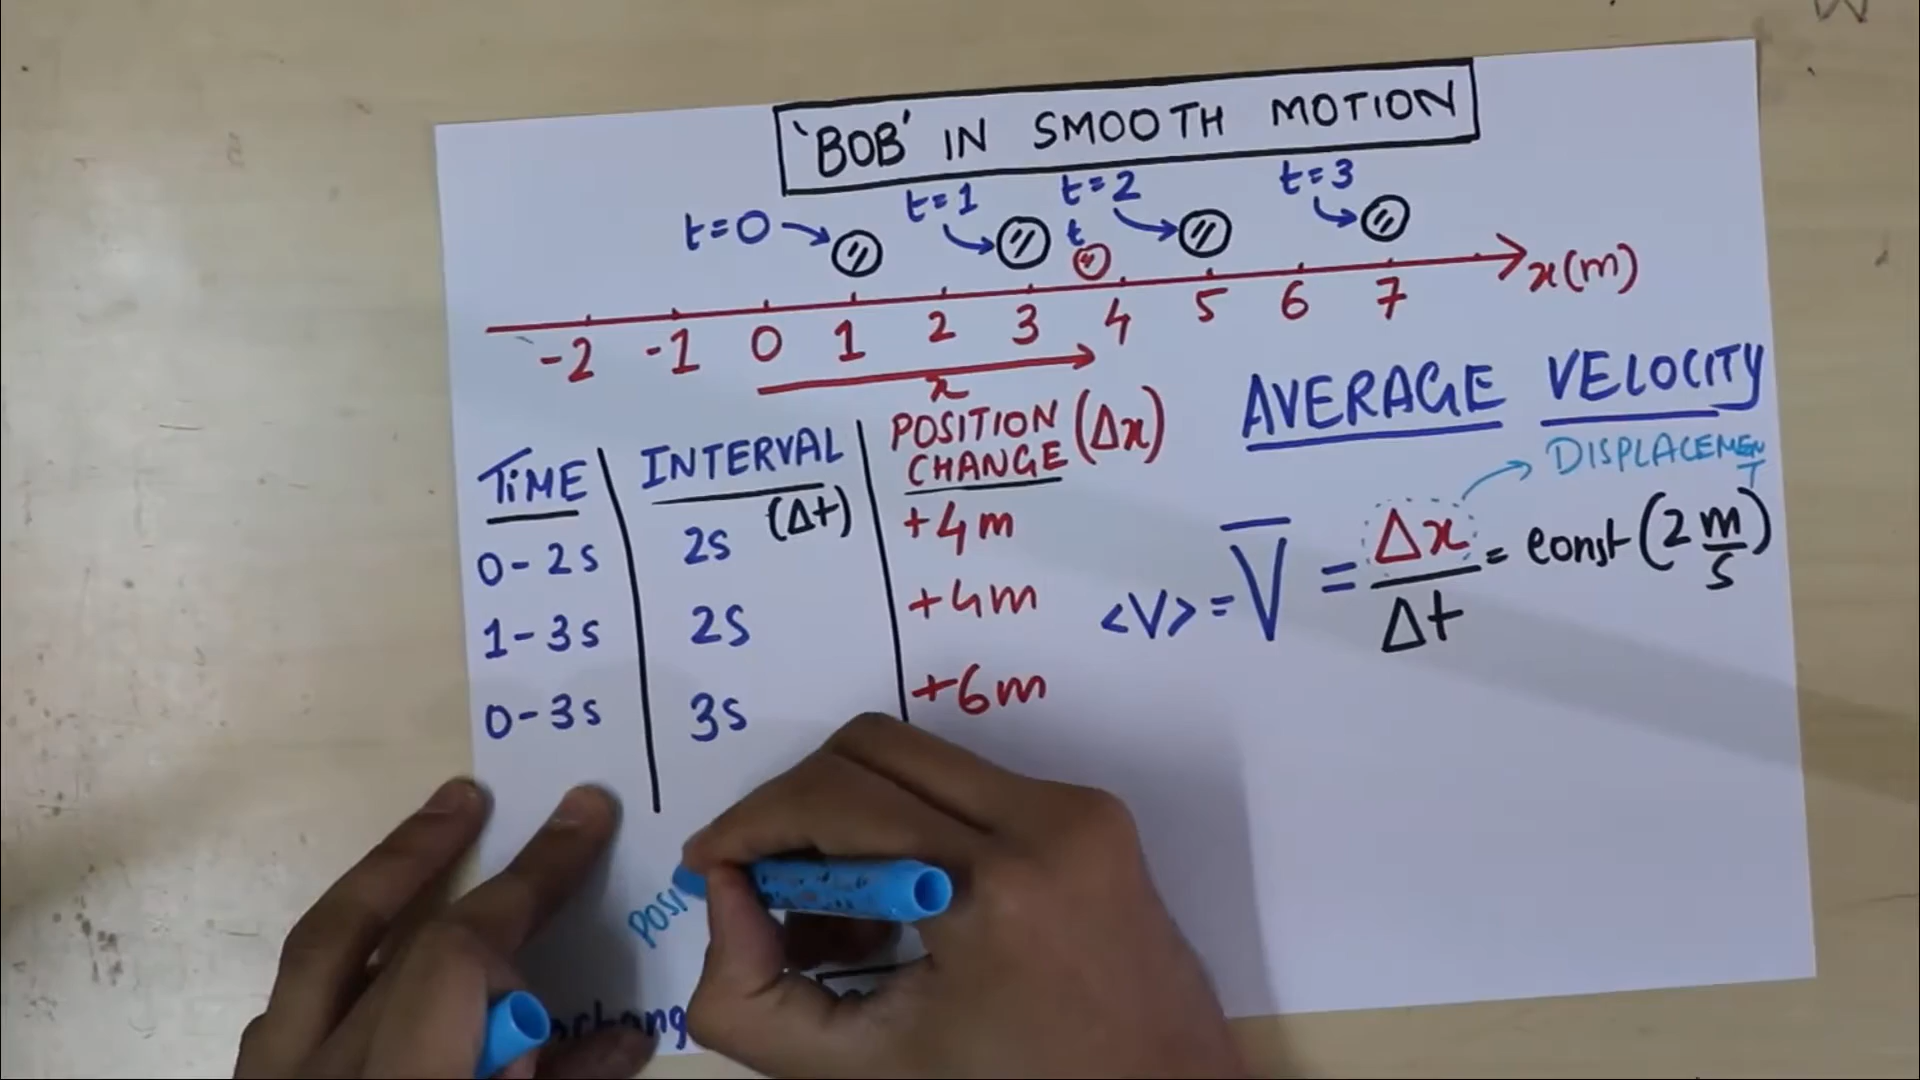 'BOB' IN SMOOTH MOTION
t=0 t=1 t=2 t=3
t
-2 -1 0 1 2 3 4 5 6 7 x(m)
x
AVERAGE VELOCITY
TIME INTERVAL (Δt) POSITION CHANGE (Δx)
0-2s 2s +4m
1-3s 2s +4m
0-3s 3s +6m
DISPLACEMENT
<V> = V̅ = Δx/Δt = const (2 m/s)
POSI